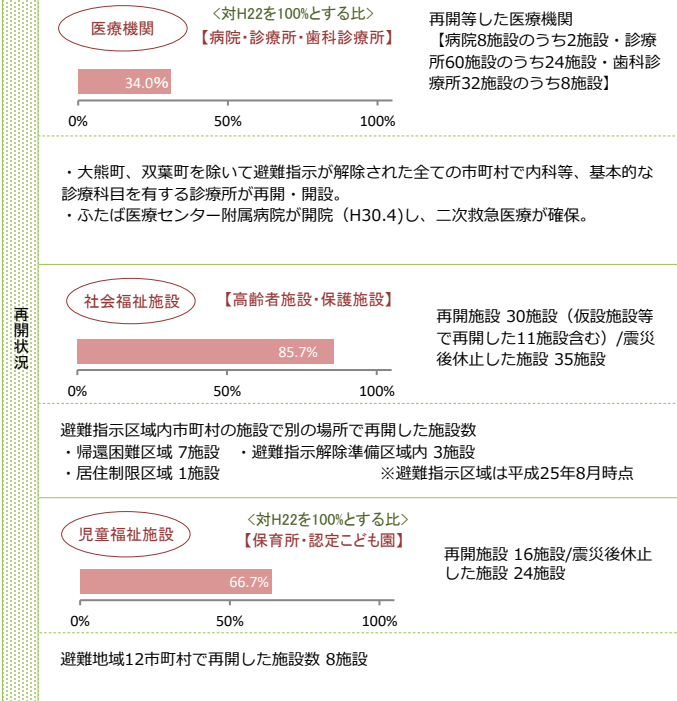 再開状況
医療機関
<対H22を100%とする比>
【病院・診療所・歯科診療所】
34.0%
0%
50%
100%
再開等した医療機関
【病院8施設のうち2施設・診療
所60施設のうち24施設・歯科診
療所32施設のうち8施設】
・大熊町、双葉町を除いて避難指示が解除された全ての市町村で内科等、基本的な
診療科目を有する診療所が再開・開設。
・ふたば医療センター附属病院が開院（H30.4)し、二次救急医療が確保。
社会福祉施設
【高齢者施設・保護施設】
85.7%
0%
50%
100%
再開施設 30施設（仮設施設等
で再開した11施設含む）/震災
後休止した施設 35施設
避難指示区域内市町村の施設で別の場所で再開した施設数
・帰還困難区域 7施設　・避難指示解除準備区域内 3施設
・居住制限区域 1施設　※避難指示区域は平成25年8月時点
児童福祉施設
<対H22を100%とする比>
【保育所・認定こども園】
66.7%
0%
50%
100%
再開施設 16施設/震災後休止
した施設 24施設
避難地域12市町村で再開した施設数 8施設